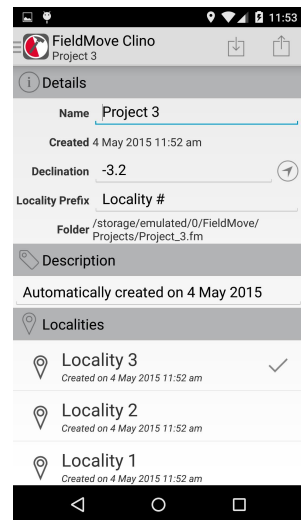 11:53
FieldMove Clino
Project 3
Details
Name Project 3
Created 4 May 2015 11:52 am
Declination -3.2
Locality Prefix Locality #
Folder /storage/emulated/0/FieldMove/
Projects/Project_3.fm
Description
Automatically created on 4 May 2015
Localities
Locality 3
Created on 4 May 2015 11:52 am
Locality 2
Created on 4 May 2015 11:52 am
Locality 1
Created on 4 May 2015 11:52 am